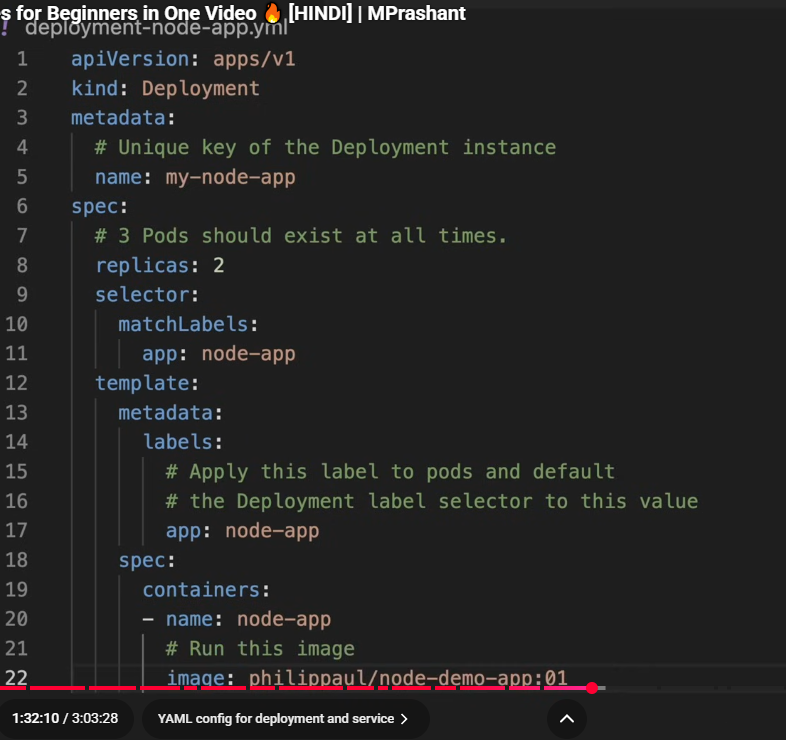 s for Beginners in One Video 🔥 [HINDI] | MPrashant
! deployment-node-app.yml
1 apiVersion: apps/v1
2 kind: Deployment
3 metadata:
4 # Unique key of the Deployment instance
5 name: my-node-app
6 spec:
7 # 3 Pods should exist at all times.
8 replicas: 2
9 selector:
10 matchLabels:
11 app: node-app
12 template:
13 metadata:
14 labels:
15 # Apply this label to pods and default
16 # the Deployment label selector to this value
17 app: node-app
18 spec:
19 containers:
20 - name: node-app
21 # Run this image
22 image: philippaul/node-demo-app:01
1:32:10 / 3:03:28 YAML config for deployment and service >